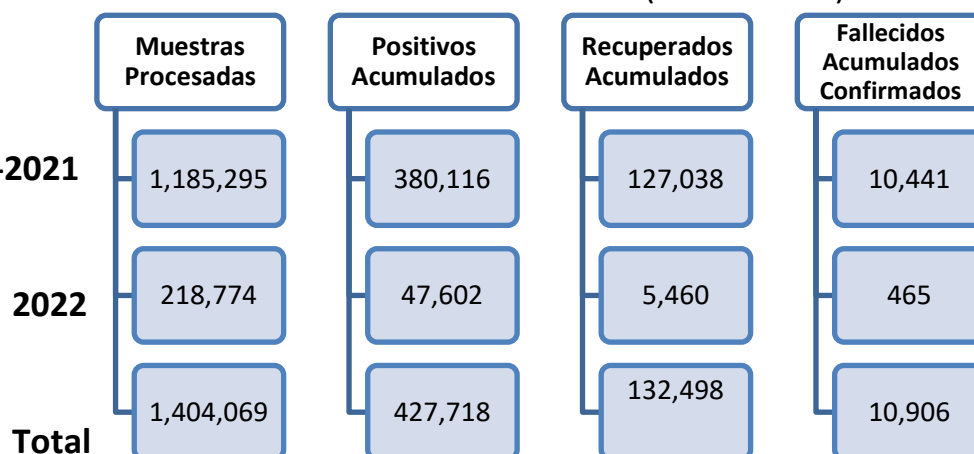 Muestras
Procesadas
Positivos
Acumulados
Recuperados
Acumulados
Fallecidos
Acumulados
Confirmados
-2021
1,185,295
380,116
127,038
10,441
2022
218,774
47,602
5,460
465
Total
1,404,069
427,718
132,498
10,906